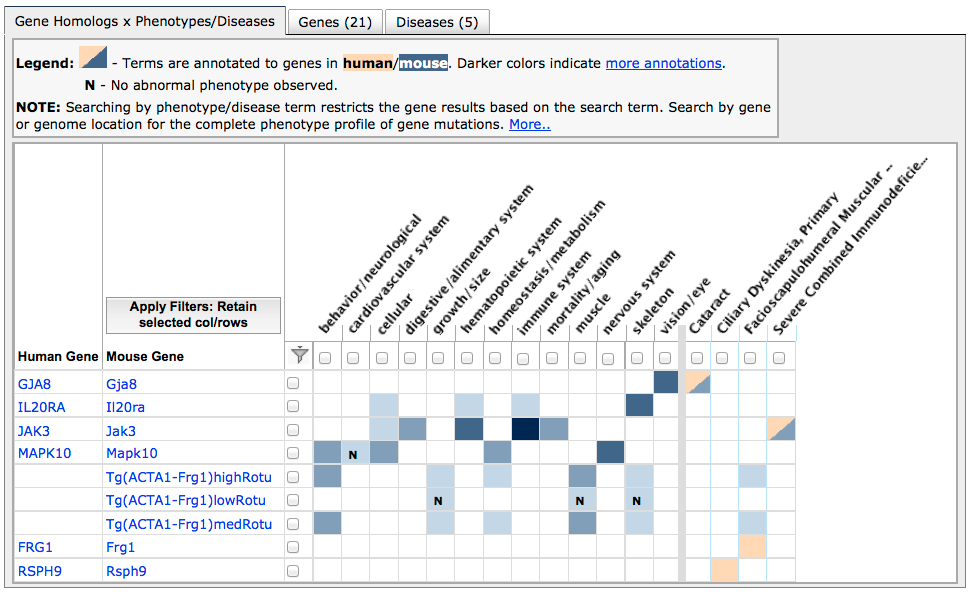 Gene Homologs x Phenotypes/Diseases
Genes (21)
Diseases (5)
Legend: - Terms are annotated to genes in human/mouse. Darker colors indicate more annotations.
N - No abnormal phenotype observed.
NOTE: Searching by phenotype/disease term restricts the gene results based on the search term. Search by gene
or genome location for the complete phenotype profile of gene mutations. More..
behavior/neurological
cardiovascular system
cellular
digestive/alimentary system
growth/size
hematopoietic system
homeostasis/metabolism
immune system
mortality/aging
muscle
nervous system
skeleton
vision/eye
Cataract
Ciliary Dyskinesia, Primary
Facioscapulohumeral Muscular ...
Severe Combined Immunodeficie...
Apply Filters: Retain
selected col/rows
Human Gene Mouse Gene
GJA8 Gja8
IL20RA Il20ra
JAK3 Jak3
MAPK10 Mapk10 N
Tg(ACTA1-Frg1)highRotu
Tg(ACTA1-Frg1)lowRotu N N N
Tg(ACTA1-Frg1)medRotu
FRG1 Frg1
RSPH9 Rsph9